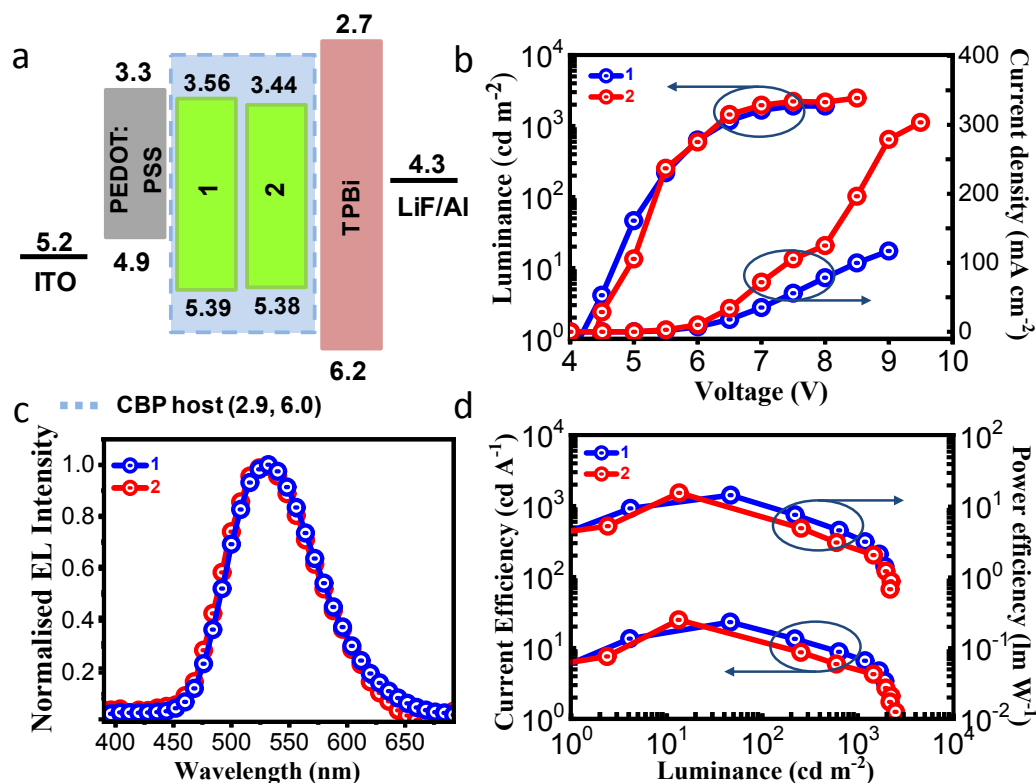 a
2.7
3.3
3.56
3.44
PEDOT:
PSS
1
2
TPBi
4.3
LiF/Al
5.2
ITO
4.9
5.39
5.38
6.2
CBP host (2.9, 6.0)
b
10⁴
10³
10²
10¹
10⁰
Luminance (cd m⁻²)
1
2
400
300
200
100
0
Current density (mA cm⁻²)
4 5 6 7 8 9 10
Voltage (V)
c
1.0
0.8
0.6
0.4
0.2
Normalised EL Intensity
1
2
400 450 500 550 600 650
Wavelength (nm)
d
10⁴
10³
10²
10¹
10⁰
Current Efficiency (cd A⁻¹)
1
2
10²
10¹
10⁰
10⁻¹
10⁻²
Power efficiency (lm W⁻¹)
10⁰ 10¹ 10² 10³ 10⁴
Luminance (cd m⁻²)